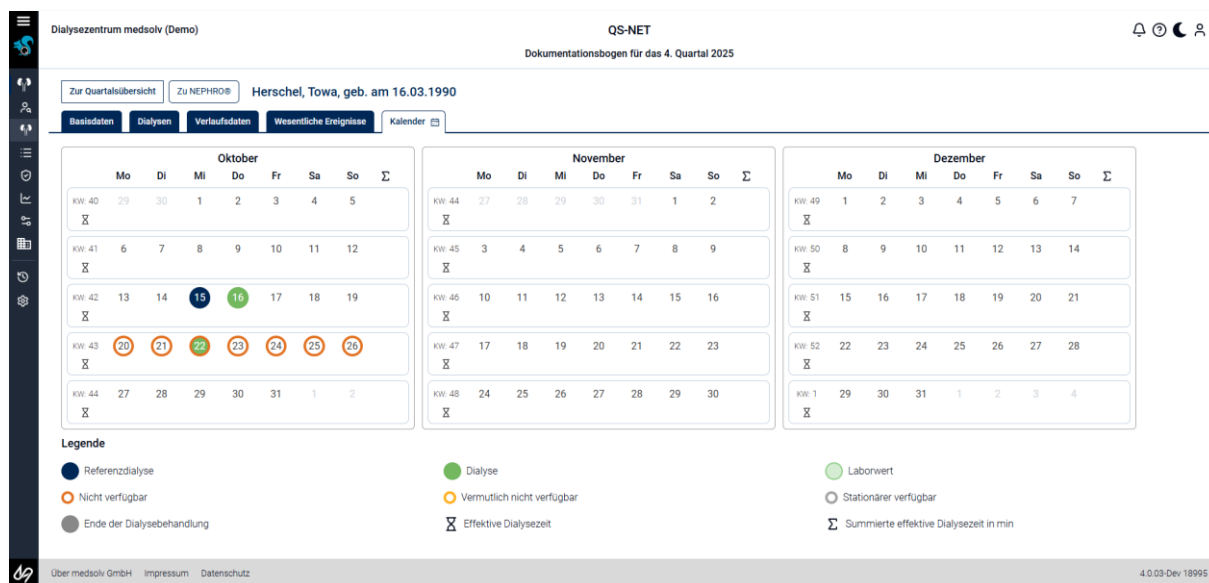 Dialysezentrum medsolv (Demo)
QS-NET
Dokumentationsbogen für das 4. Quartal 2025
Zur Quartalsübersicht Zu NEPHRO® Herschel, Towa, geb. am 16.03.1990
Basisdaten Dialysen Verlaufsdaten Wesentliche Ereignisse Kalender
Oktober
Mo Di Mi Do Fr Sa So Σ
KW: 40 29 30 1 2 3 4 5
KW: 41 6 7 8 9 10 11 12
KW: 42 13 14 15 16 17 18 19
KW: 43 20 21 22 23 24 25 26
KW: 44 27 28 29 30 31 1 2
November
Mo Di Mi Do Fr Sa So Σ
KW: 44 27 28 29 30 31 1 2
KW: 45 3 4 5 6 7 8 9
KW: 46 10 11 12 13 14 15 16
KW: 47 17 18 19 20 21 22 23
KW: 48 24 25 26 27 28 29 30
Dezember
Mo Di Mi Do Fr Sa So Σ
KW: 49 1 2 3 4 5 6 7
KW: 50 8 9 10 11 12 13 14
KW: 51 15 16 17 18 19 20 21
KW: 52 22 23 24 25 26 27 28
KW: 1 29 30 31 1 2 3 4
Legende
Referenzdialyse Dialyse Laborwert
Nicht verfügbar Vermutlich nicht verfügbar Stationärer verfügbar
Ende der Dialysebehandlung Effektive Dialysezeit Σ Summierte effektive Dialysezeit in min
Über medsolv GmbH Impressum Datenschutz 4.0.03-Dev 18995